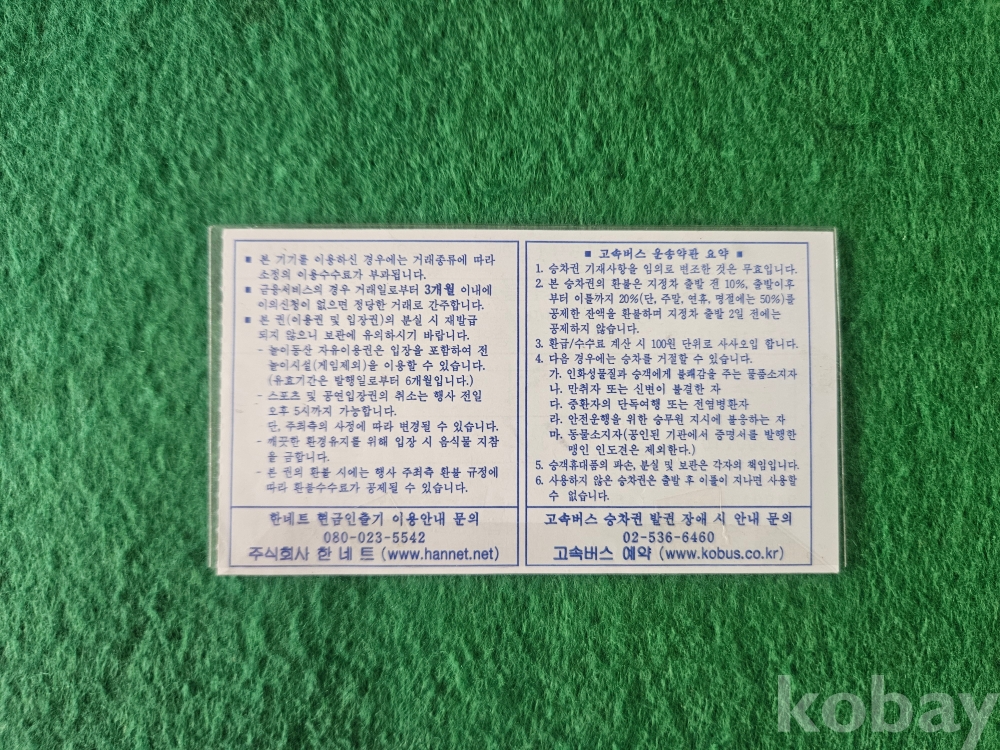 ■ 본 기기를 이용하신 경우에는 거래종류에 따라
소정의 이용수수료가 부과됩니다.
■ 금융서비스의 경우 거래일로부터 3개월 이내에
이의신청이 없으면 정당한 거래로 간주합니다.
■ 본 권(이용권 및 입장권)의 분실 시 재발급
되지 않으니 보관에 유의하시기 바랍니다.
- 놀이동산 자유이용권은 입장을 포함하여 전
놀이시설(게임제외)을 이용할 수 있습니다.
(유효기간은 발행일로부터 6개월입니다.)
- 스포츠 및 공연입장권의 취소는 행사 전일
오후 5시까지 가능합니다.
단, 주최측의 사정에 따라 변경될 수 있습니다.
- 깨끗한 환경유지를 위해 입장 시 음식물 지참
을 금합니다.
- 본 권의 환불 시에는 행사 주최측 환불 규정에
따라 환불수수료가 공제될 수 있습니다.
한네트 현금인출기 이용안내 문의
080-023-5542
주식회사 한 네 트 (www.hannet.net)
■ 고속버스 운송약관 요약 ■
1. 승차권 기재사항을 임의로 변조한 것은 무효입니다.
2. 본 승차권의 환불은 지정차 출발 전 10%, 출발이후
부터 이틀까지 20%(단, 주말, 연휴, 명절에는 50%)를
공제한 잔액을 환불하며 지정차 출발 2일 전에는
공제하지 않습니다.
3. 환급/수수료 계산 시 100원 단위로 사사오입 합니다.
4. 다음 경우에는 승차를 거절할 수 있습니다.
가. 인화성물질과 승객에게 불쾌감을 주는 물품소지자
나. 만취자 또는 신변이 불결한 자
다. 중환자의 단독여행 또는 전염병환자
라. 안전운행을 위한 승무원 지시에 불응하는 자
마. 동물소지자(공인된 기관에서 증명서를 발행한
맹인 인도견은 제외한다.)
5. 승객휴대품의 파손, 분실 및 보관은 각자의 책임입니다.
6. 사용하지 않은 승차권은 출발 후 이틀이 지나면 사용할
수 없습니다.
고속버스 승차권 발권 장애 시 안내 문의
02-536-6460
고속버스 예약 (www.kobus.co.kr)
kobay